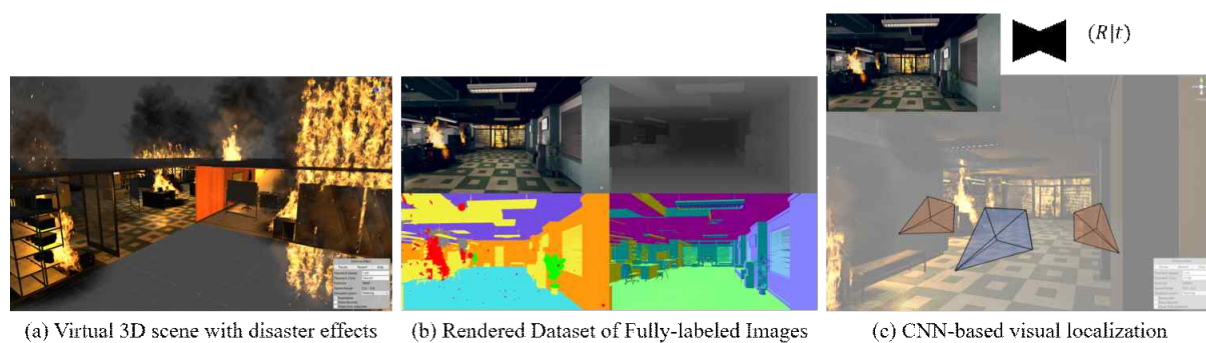 (R|t)
(a) Virtual 3D scene with disaster effects
(b) Rendered Dataset of Fully-labeled Images
(c) CNN-based visual localization